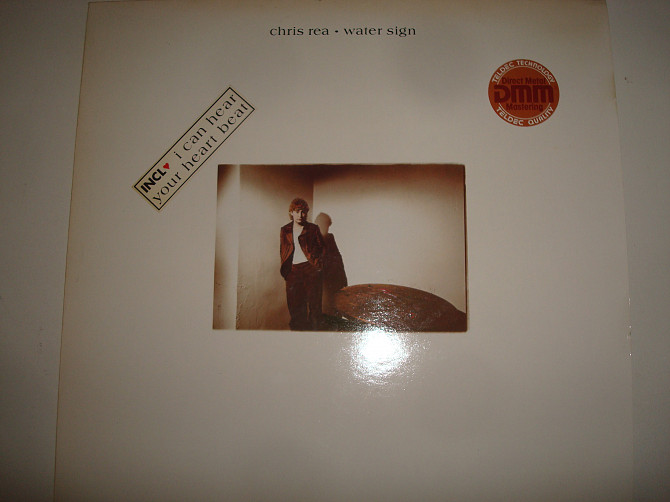 chris rea • water sign
TELDEC TECHNOLOGY
Direct Metal
DMM
Mastering
TELDEC QUALITY
INCL♥ i can hear
your heart beat